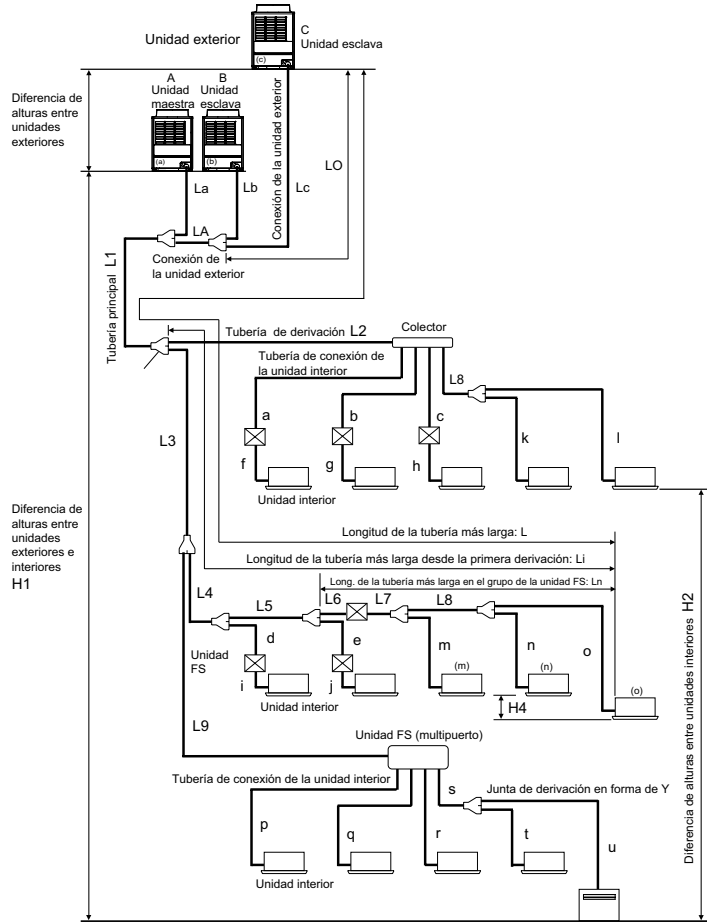 Unidad exterior
C
Unidad esclava
(c)
Diferencia de
alturas entre
unidades
exteriores
A
Unidad
maestra
B
Unidad
esclava
(a)
(b)
Conexión de la unidad exterior
LO
La
Lb
Lc
LA
Conexión de
la unidad exterior
Tubería principal L1
Tubería de derivación L2
Colector
Tubería de conexión de
la unidad interior
L8
a
b
c
k
l
L3
f
g
h
Unidad interior
Diferencia de
alturas entre
unidades
exteriores e
interiores
H1
Longitud de la tubería más larga: L
Longitud de la tubería más larga desde la primera derivación: Li
Long. de la tubería más larga en el grupo de la unidad FS: Ln
L4
L5
L6
L7
L8
d
e
m
n
o
Unidad
FS
i
j
(m)
(n)
(o)
Unidad interior
H4
Diferencia de alturas entre unidades interiores H2
L9
Unidad FS (multipuerto)
Tubería de conexión de la unidad interior
s
Junta de derivación en forma de Y
p
q
r
t
u
Unidad interior